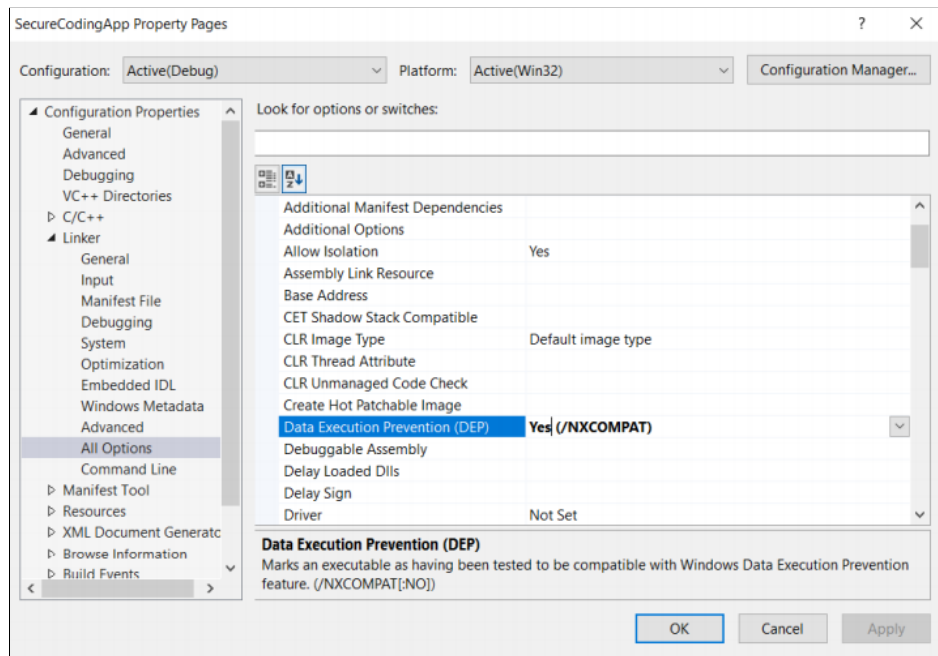 SecureCodingApp Property Pages
Configuration: Active(Debug) Platform: Active(Win32) Configuration Manager...
Configuration Properties
General
Advanced
Debugging
VC++ Directories
C/C++
Linker
General
Input
Manifest File
Debugging
System
Optimization
Embedded IDL
Windows Metadata
Advanced
All Options
Command Line
Manifest Tool
Resources
XML Document Generatc
Browse Information
Build Events
Look for options or switches:
Additional Manifest Dependencies
Additional Options
Allow Isolation Yes
Assembly Link Resource
Base Address
CET Shadow Stack Compatible
CLR Image Type Default image type
CLR Thread Attribute
CLR Unmanaged Code Check
Create Hot Patchable Image
Data Execution Prevention (DEP) Yes (/NXCOMPAT)
Debuggable Assembly
Delay Loaded Dlls
Delay Sign
Driver Not Set
Data Execution Prevention (DEP)
Marks an executable as having been tested to be compatible with Windows Data Execution Prevention
feature. (/NXCOMPAT[:NO])
OK Cancel Apply